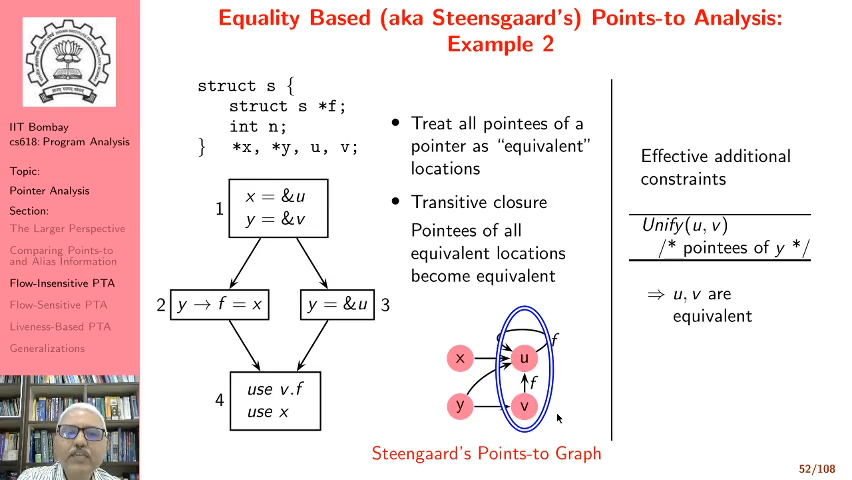 Equality Based (aka Steensgaard's) Points-to Analysis:
Example 2
IIT Bombay
cs618: Program Analysis
Topic:
Pointer Analysis
Section:
The Larger Perspective
Comparing Points-to
and Alias Information
Flow-Insensitive PTA
Flow-Sensitive PTA
Liveness-Based PTA
Generalizations
struct s {
struct s *f;
int n;
} *x, *y, u, v;
1
x = &u
y = &v
2
y → f = x
y = &u
3
4
use v.f
use x
• Treat all pointees of a
pointer as “equivalent”
locations
• Transitive closure
Pointees of all
equivalent locations
become equivalent
x
u
f
f
y
v
Steengaard's Points-to Graph
Effective additional
constraints
Unify(u, v)
/* pointees of y */
⇒ u, v are
equivalent
52/108